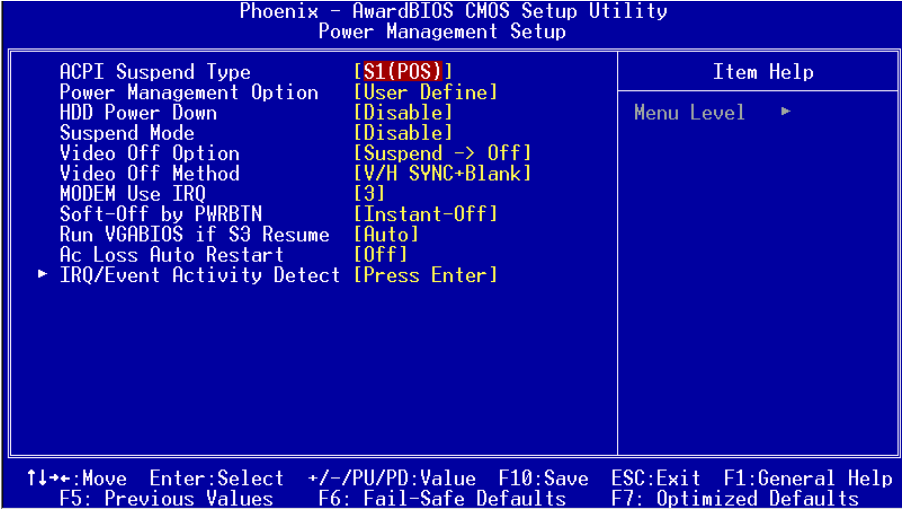 Phoenix - AwardBIOS CMOS Setup Utility
Power Management Setup
ACPI Suspend Type [S1(POS)]
Power Management Option [User Define]
HDD Power Down [Disable]
Suspend Mode [Disable]
Video Off Option [Suspend -> Off]
Video Off Method [V/H SYNC+Blank]
MODEM Use IRQ [3]
Soft-Off by PWRBTN [Instant-Off]
Run VGABIOS if S3 Resume [Auto]
Ac Loss Auto Restart [Off]
► IRQ/Event Activity Detect [Press Enter]
Item Help
Menu Level ►
↑↓→←:Move Enter:Select +/-/PU/PD:Value F10:Save ESC:Exit F1:General Help
F5: Previous Values F6: Fail-Safe Defaults F7: Optimized Defaults